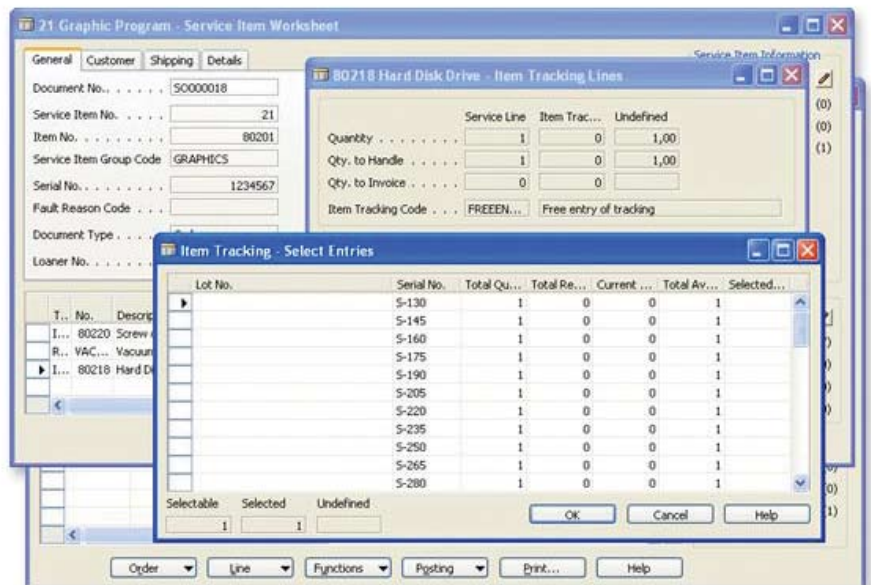 21 Graphic Program - Service Item Worksheet
General Customer Shipping Details
Service Item Information
Document No.. . . . . . . SO000018
Service Item No. . . . . . 21
Item No. . . . . . . . . . 80201
Service Item Group Code GRAPHICS
Serial No. . . . . . . . . 1234567
Fault Reason Code . . . .
Document Type . . . . .
Loaner No. . . . . . .
(0)
(0)
(1)
80218 Hard Disk Drive - Item Tracking Lines
Service Line Item Trac... Undefined
Quantity . . . . . . . . 1 0 1,00
Qty. to Handle . . . . . 1 0 1,00
Qty. to Invoice . . . . . 0 0
Item Tracking Code . . . FREEEN... Free entry of tracking
T.. No. Descrip
I... 80220 Screw
R.. VAC... Vacuum
I... 80218 Hard Di
Item Tracking - Select Entries
Lot No. Serial No. Total Qu... Total Re... Current ... Total Av... Selected...
S-130 1 0 0 1
S-145 1 0 0 1
S-160 1 0 0 1
S-175 1 0 0 1
S-190 1 0 0 1
S-205 1 0 0 1
S-220 1 0 0 1
S-235 1 0 0 1
S-250 1 0 0 1
S-265 1 0 0 1
S-280 1 0 0 1
Selectable Selected Undefined
1 1
OK Cancel Help
(0)
(1)
Order Line Functions Posting Print... Help